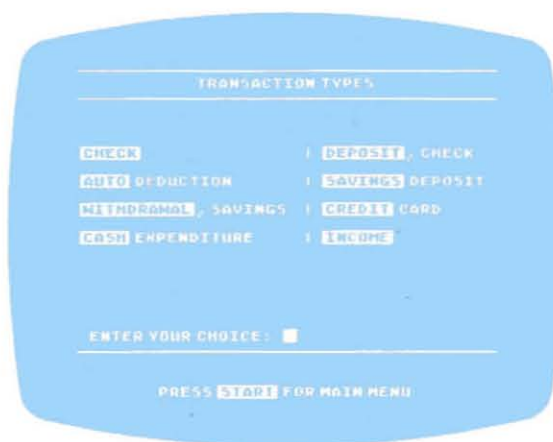 TRANSACTION TYPES
CHECK | DEPOSIT, CHECK
AUTO DEDUCTION | SAVINGS DEPOSIT
WITHDRAWAL, SAVINGS | CREDIT CARD
CASH EXPENDITURE | INCOME
ENTER YOUR CHOICE:
PRESS START FOR MAIN MENU